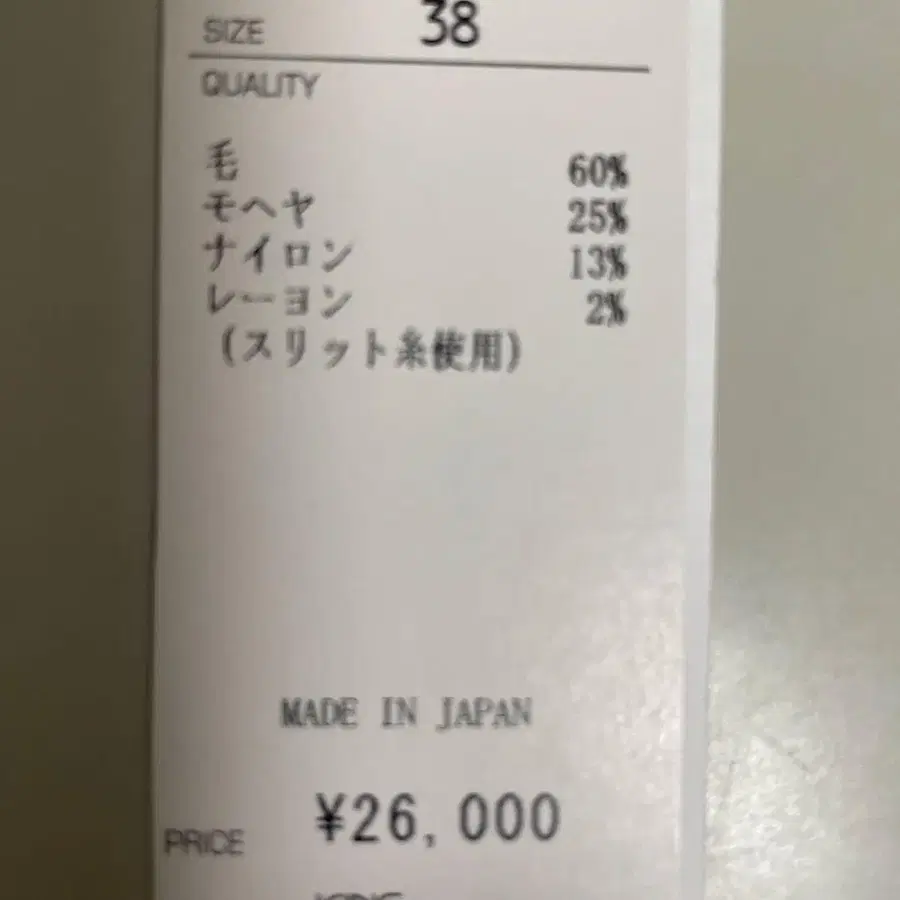 SIZE 38
QUALITY
毛 60%
モヘヤ 25%
ナイロン 13%
レーヨン 2%
(スリット糸使用)
MADE IN JAPAN
PRICE ¥26,000